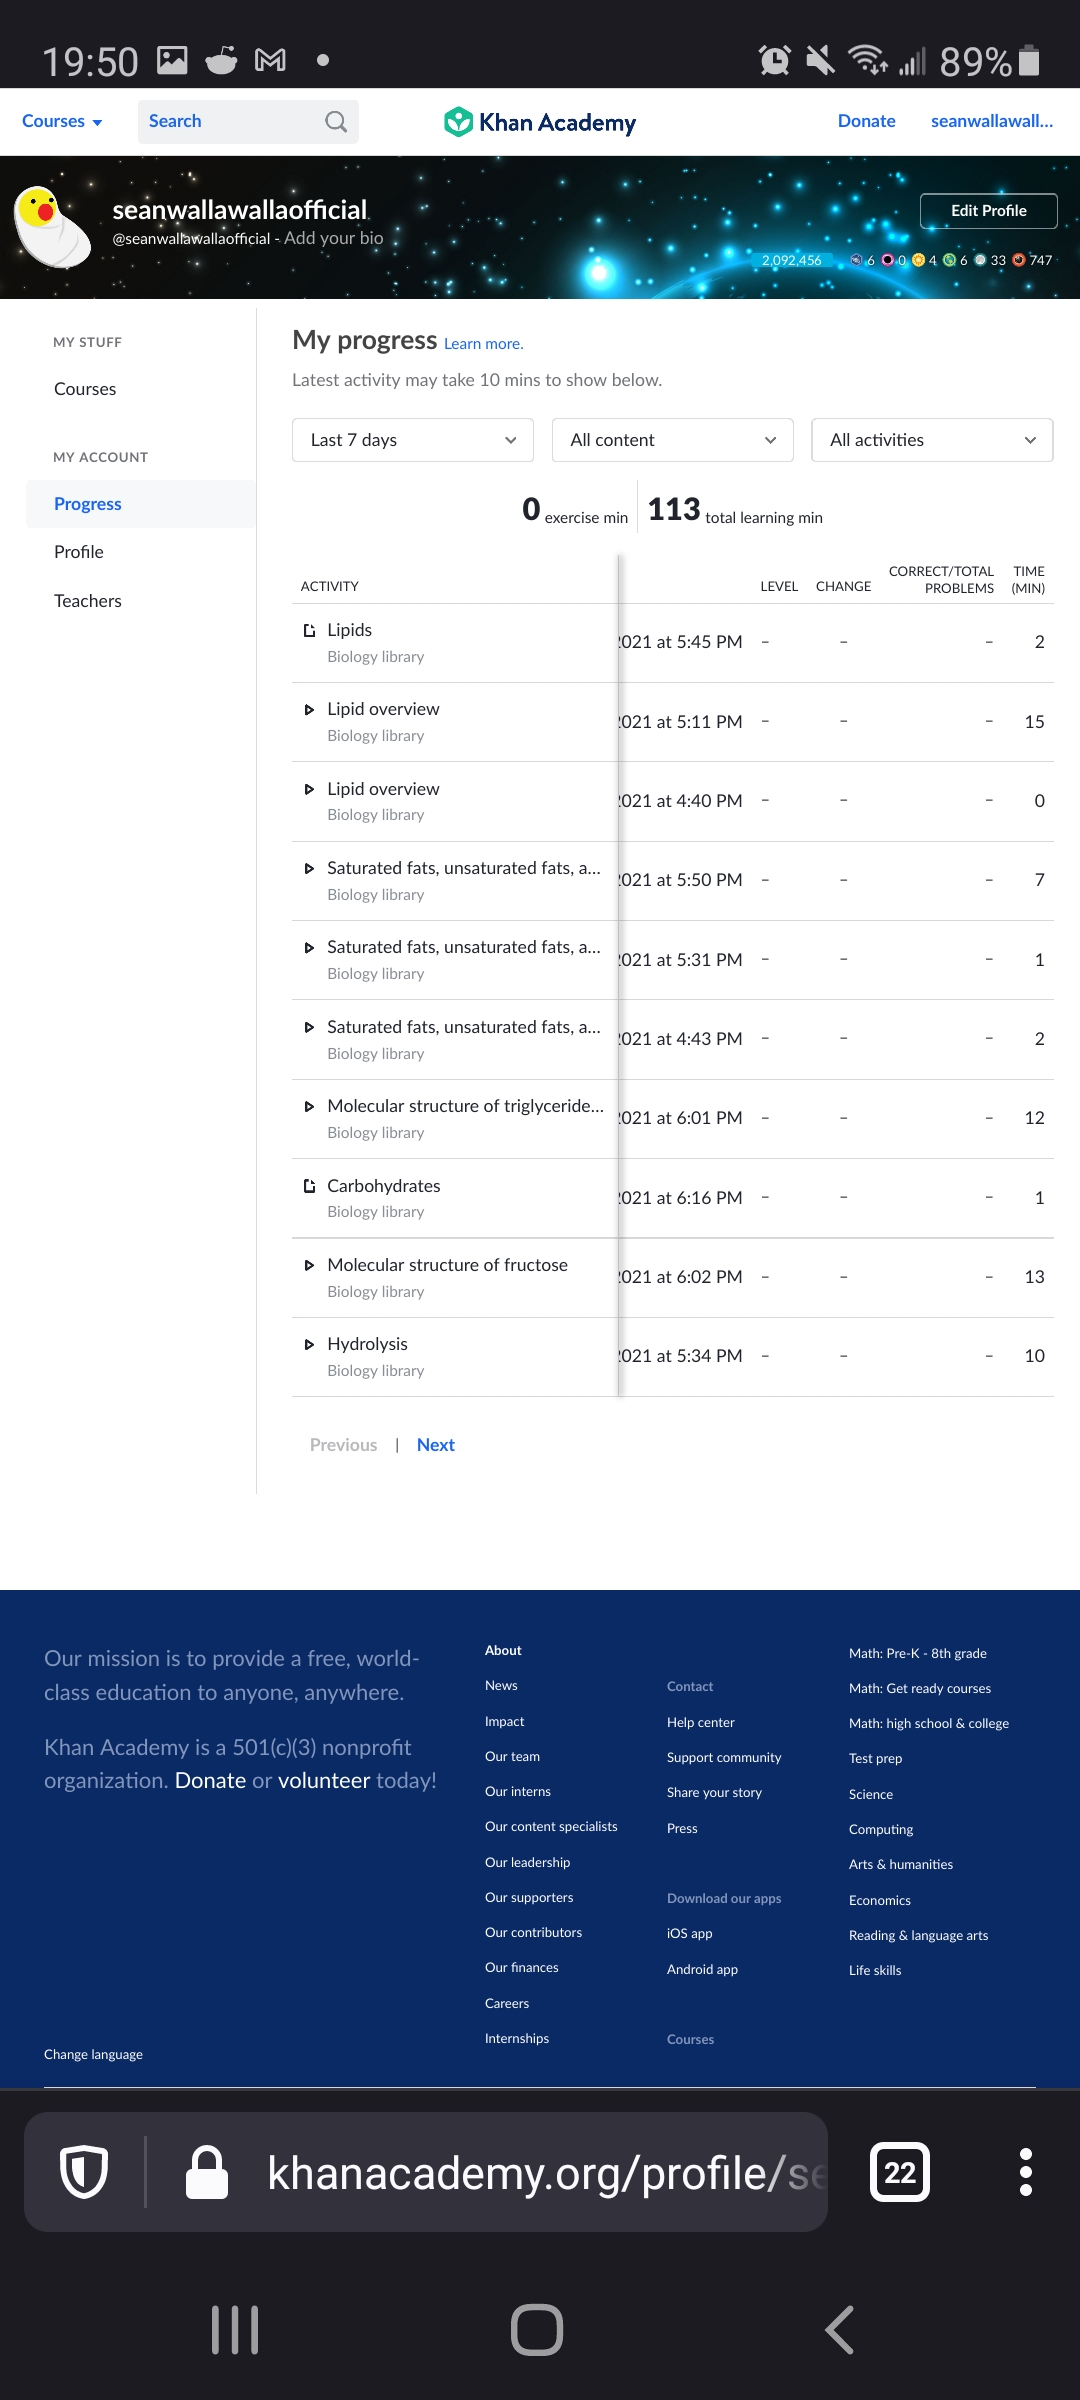 19:50
89%
Courses
Search
Khan Academy
Donate
seanwallawall...
seanwallawallaofficial
@seanwallawallaofficial - Add your bio
Edit Profile
2,092,456
6 0 4 6 33 747
MY STUFF
Courses
MY ACCOUNT
Progress
Profile
Teachers
My progress Learn more.
Latest activity may take 10 mins to show below.
Last 7 days
All content
All activities
0 exercise min
113 total learning min
ACTIVITY LEVEL CHANGE CORRECT/TOTAL PROBLEMS TIME (MIN)
Lipids
Biology library
2021 at 5:45 PM – – – 2
Lipid overview
Biology library
2021 at 5:11 PM – – – 15
Lipid overview
Biology library
2021 at 4:40 PM – – – 0
Saturated fats, unsaturated fats, a...
Biology library
2021 at 5:50 PM – – – 7
Saturated fats, unsaturated fats, a...
Biology library
2021 at 5:31 PM – – – 1
Saturated fats, unsaturated fats, a...
Biology library
2021 at 4:43 PM – – – 2
Molecular structure of triglyceride...
Biology library
2021 at 6:01 PM – – – 12
Carbohydrates
Biology library
2021 at 6:16 PM – – – 1
Molecular structure of fructose
Biology library
2021 at 6:02 PM – – – 13
Hydrolysis
Biology library
2021 at 5:34 PM – – – 10
Previous | Next
Our mission is to provide a free, world-
class education to anyone, anywhere.
Khan Academy is a 501(c)(3) nonprofit
organization. Donate or volunteer today!
Change language
About
News
Impact
Our team
Our interns
Our content specialists
Our leadership
Our supporters
Our contributors
Our finances
Careers
Internships
Contact
Help center
Support community
Share your story
Press
Download our apps
iOS app
Android app
Courses
Math: Pre-K - 8th grade
Math: Get ready courses
Math: high school & college
Test prep
Science
Computing
Arts & humanities
Economics
Reading & language arts
Life skills
khanacademy.org/profile/se
22